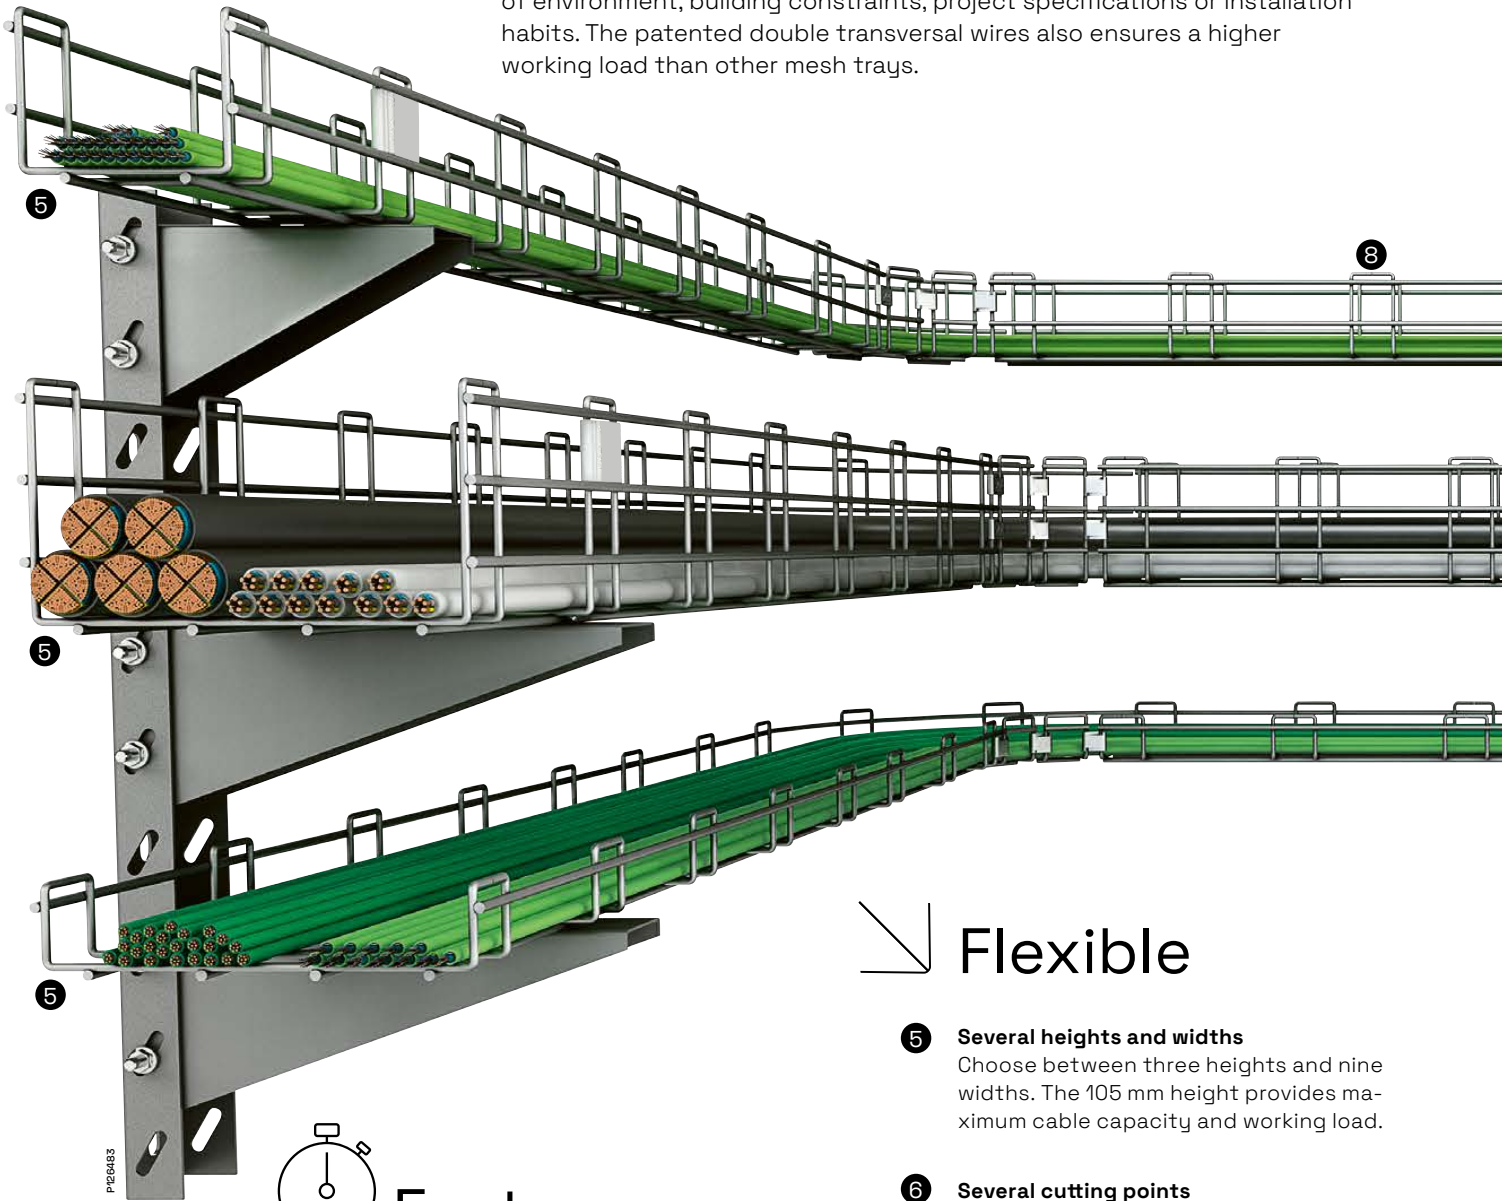 of environment, building constraints, project specifications or installation
habits. The patented double transversal wires also ensures a higher
working load than other mesh trays.
5
8
5
5
Flexible
5 Several heights and widths
Choose between three heights and nine
widths. The 105 mm height provides ma-
ximum cable capacity and working load.
6 Several cutting points
P126483